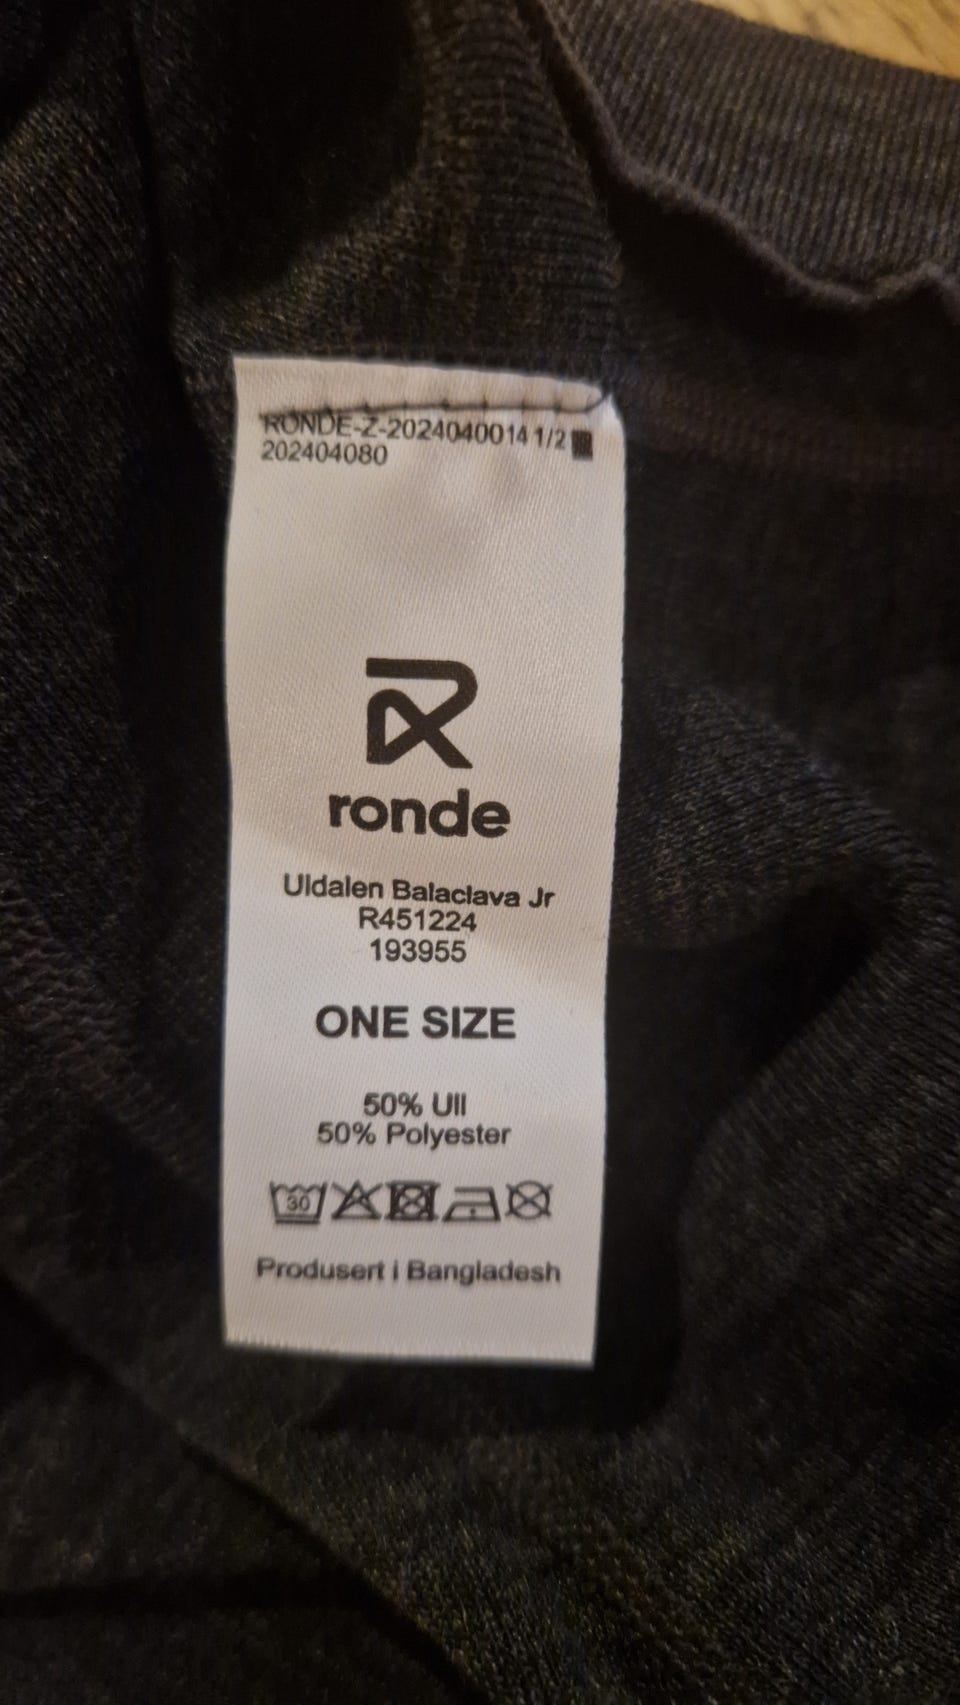 RONDE-Z-2024040014 1/2
202404080
ronde
Uldalen Balaclava Jr
R451224
193955
ONE SIZE
50% Ull
50% Polyester
30
Produsert i Bangladesh